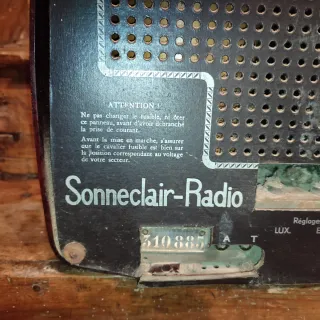 ATTENTION !
Ne pas changer le fusible, ni ôter
ce panneau, avant d'avoir débranché
la prise de courant.
Avant la mise en marche, s'assurer
que le cavalier fusible est bien sur
la position correspondant au voltage
de votre secteur.
Sonneclair-Radio
Réglage
310885 A T
LUX.